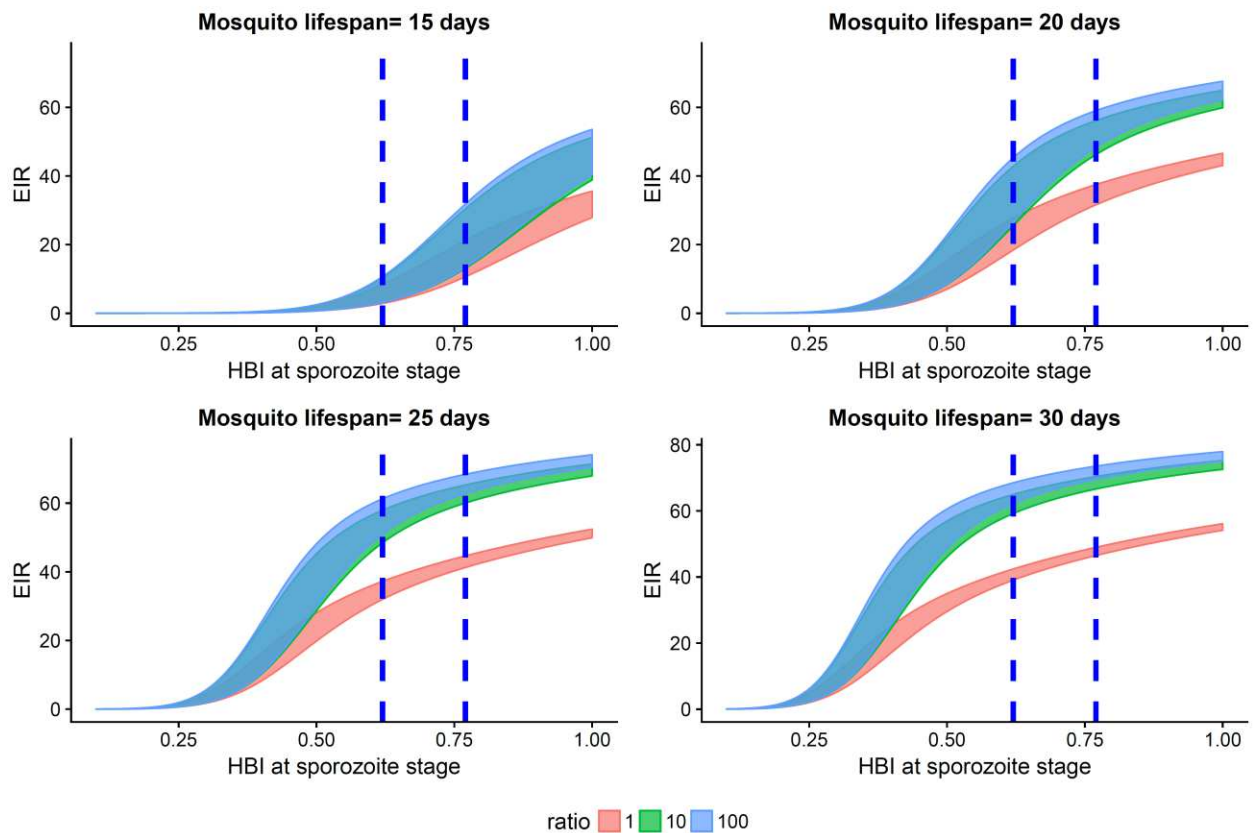 Mosquito lifespan= 15 days
EIR
60
40
20
0
0.25 0.50 0.75 1.00
HBI at sporozoite stage
Mosquito lifespan= 20 days
EIR
60
40
20
0
0.25 0.50 0.75 1.00
HBI at sporozoite stage
Mosquito lifespan= 25 days
EIR
60
40
20
0
0.25 0.50 0.75 1.00
HBI at sporozoite stage
Mosquito lifespan= 30 days
EIR
80
60
40
20
0
0.25 0.50 0.75 1.00
HBI at sporozoite stage
ratio 1 10 100